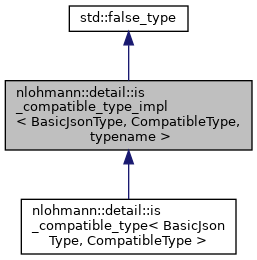 std::false_type
nlohmann::detail::is
_compatible_type_impl
< BasicJsonType, CompatibleType,
typename >
nlohmann::detail::is
_compatible_type< BasicJson
Type, CompatibleType >